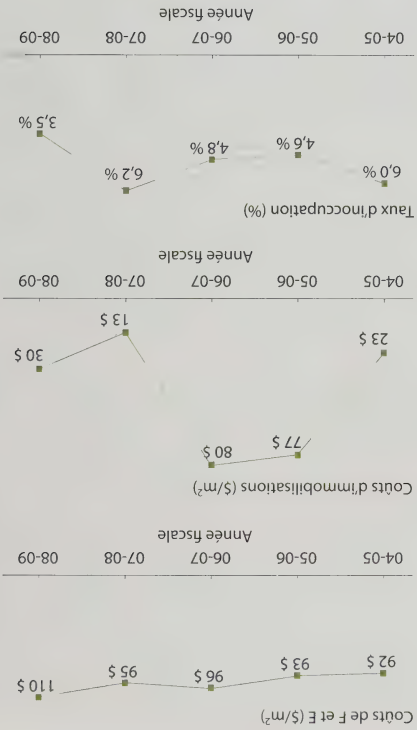 Coûts de F et E ($/m²)
92 $ 93 $ 96 $ 95 $ 110 $
04-05 05-06 06-07 07-08 08-09
Année fiscale
Coûts d'immobilisations ($/m²)
23 $ 77 $ 80 $ 13 $ 30 $
04-05 05-06 06-07 07-08 08-09
Année fiscale
Taux d'inoccupation (%)
6,0 % 4,6 % 4,8 % 6,2 % 3,5 %
04-05 05-06 06-07 07-08 08-09
Année fiscale